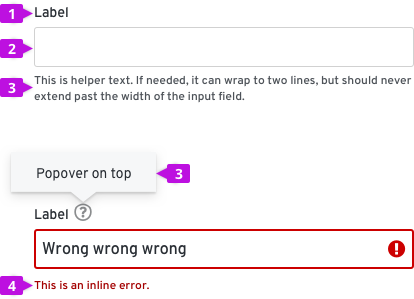 1 Label
2
3 This is helper text. If needed, it can wrap to two lines, but should never
extend past the width of the input field.
Popover on top 3
Label ?
Wrong wrong wrong !
4 This is an inline error.